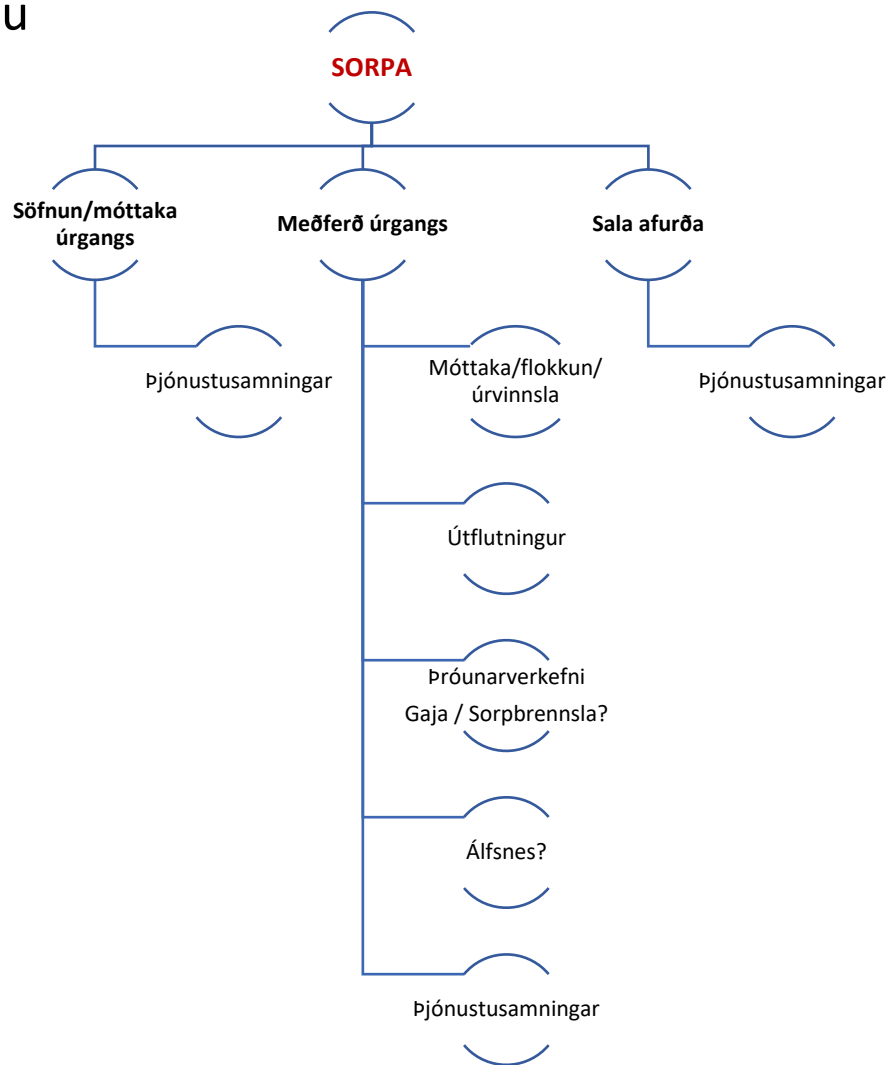 u
SORPA
Söfnun/móttaka
úrgangs
Meðferð úrgangs
Sala afurða
Þjónustusamningar
Móttaka/flokkun/
úrvinnsla
Þjónustusamningar
Útflutningur
Þróunarverkefni
Gaja / Sorpbrennsla?
Álfsnes?
Þjónustusamningar